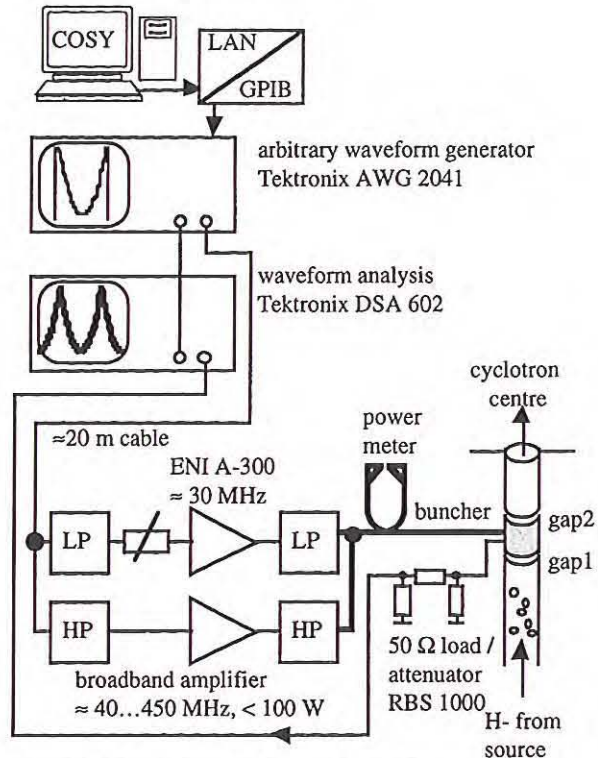 COSY
LAN
GPIB
arbitrary waveform generator
Tektronix AWG 2041
waveform analysis
Tektronix DSA 602
cyclotron
centre
≈20 m cable
power
meter
ENI A-300
≈ 30 MHz
buncher
gap2
gap1
LP
LP
HP
HP
50 Ω load /
attenuator
RBS 1000
broadband amplifier
≈ 40...450 MHz, < 100 W
H- from
source